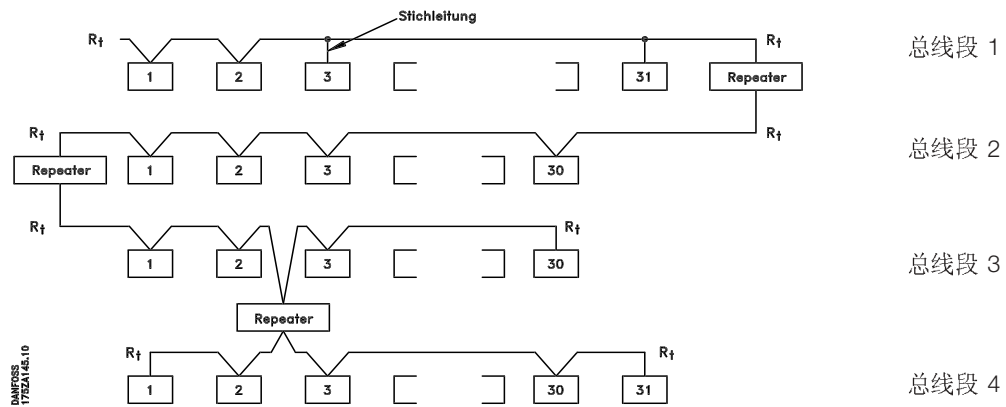 Stichleitung
Rt Rt 总线段 1
1 2 3 31 Repeater
Rt Rt 总线段 2
Repeater 1 2 3 30
Rt Rt
1 2 3 30 总线段 3
Repeater
Rt Rt
1 2 3 30 31 总线段 4
DANFOSS
175ZA145.10